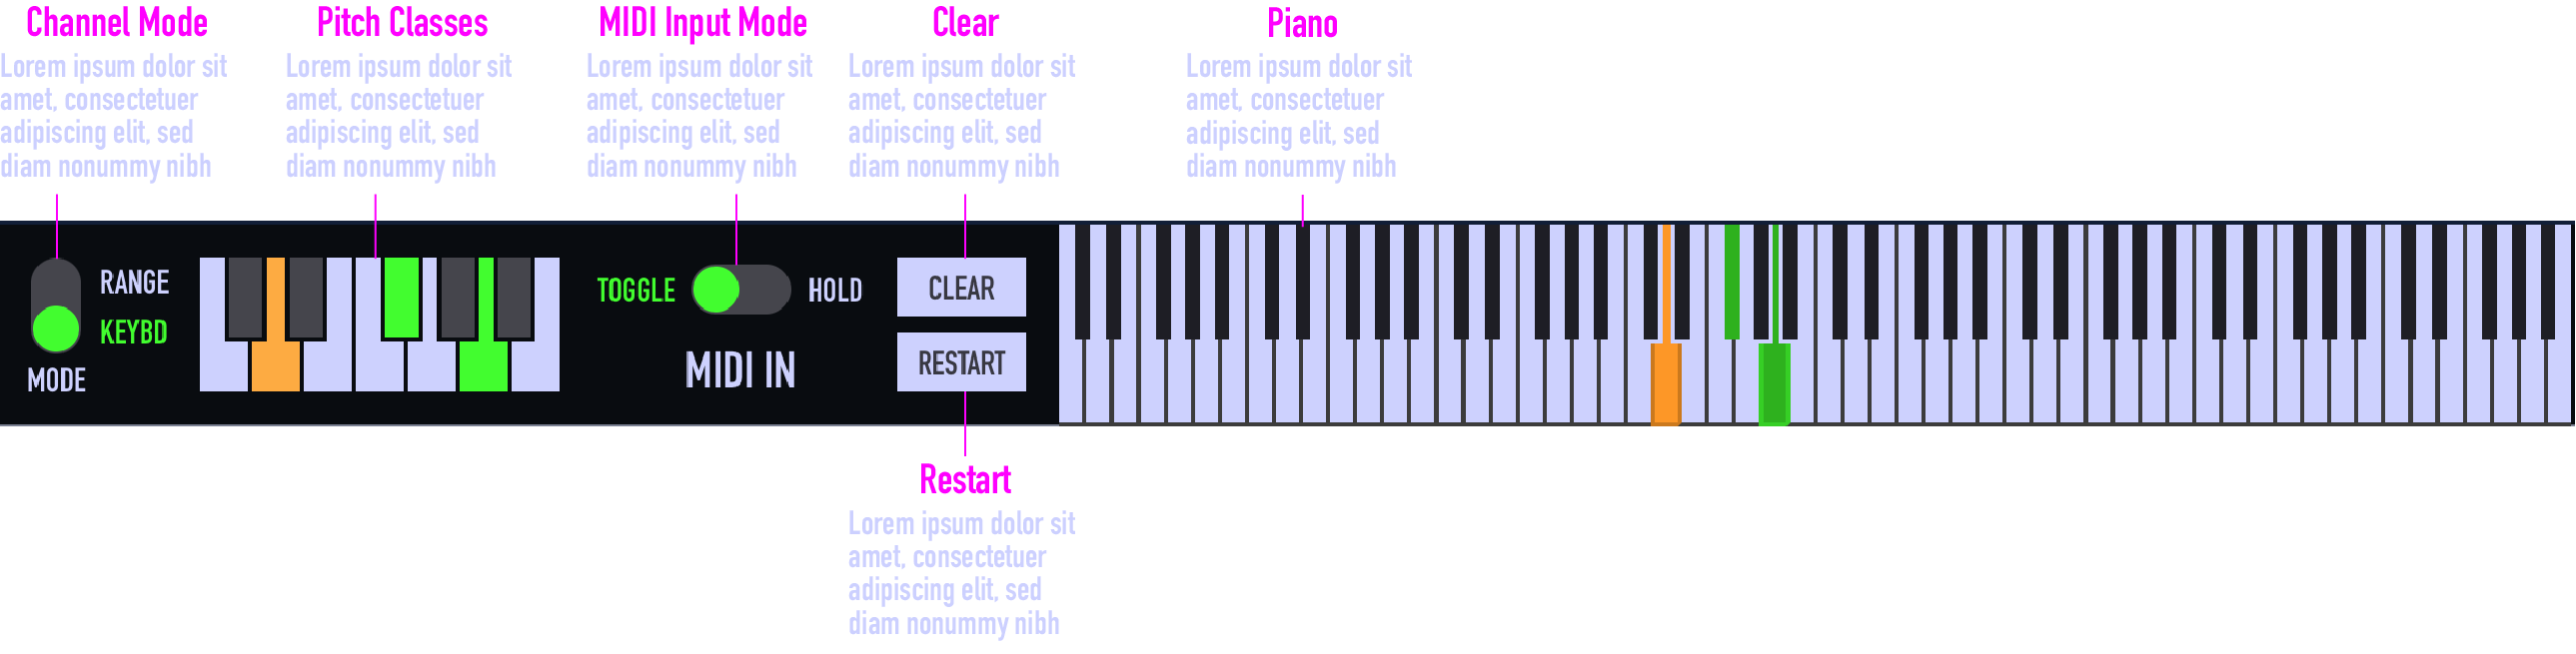 Channel Mode
Lorem ipsum dolor sit
amet, consectetuer
adipiscing elit, sed
diam nonummy nibh
Pitch Classes
Lorem ipsum dolor sit
amet, consectetuer
adipiscing elit, sed
diam nonummy nibh
MIDI Input Mode
Lorem ipsum dolor sit
amet, consectetuer
adipiscing elit, sed
diam nonummy nibh
Clear
Lorem ipsum dolor sit
amet, consectetuer
adipiscing elit, sed
diam nonummy nibh
Piano
Lorem ipsum dolor sit
amet, consectetuer
adipiscing elit, sed
diam nonummy nibh
RANGE
KEYBD
MODE
TOGGLE
HOLD
MIDI IN
CLEAR
RESTART
Restart
Lorem ipsum dolor sit
amet, consectetuer
adipiscing elit, sed
diam nonummy nibh